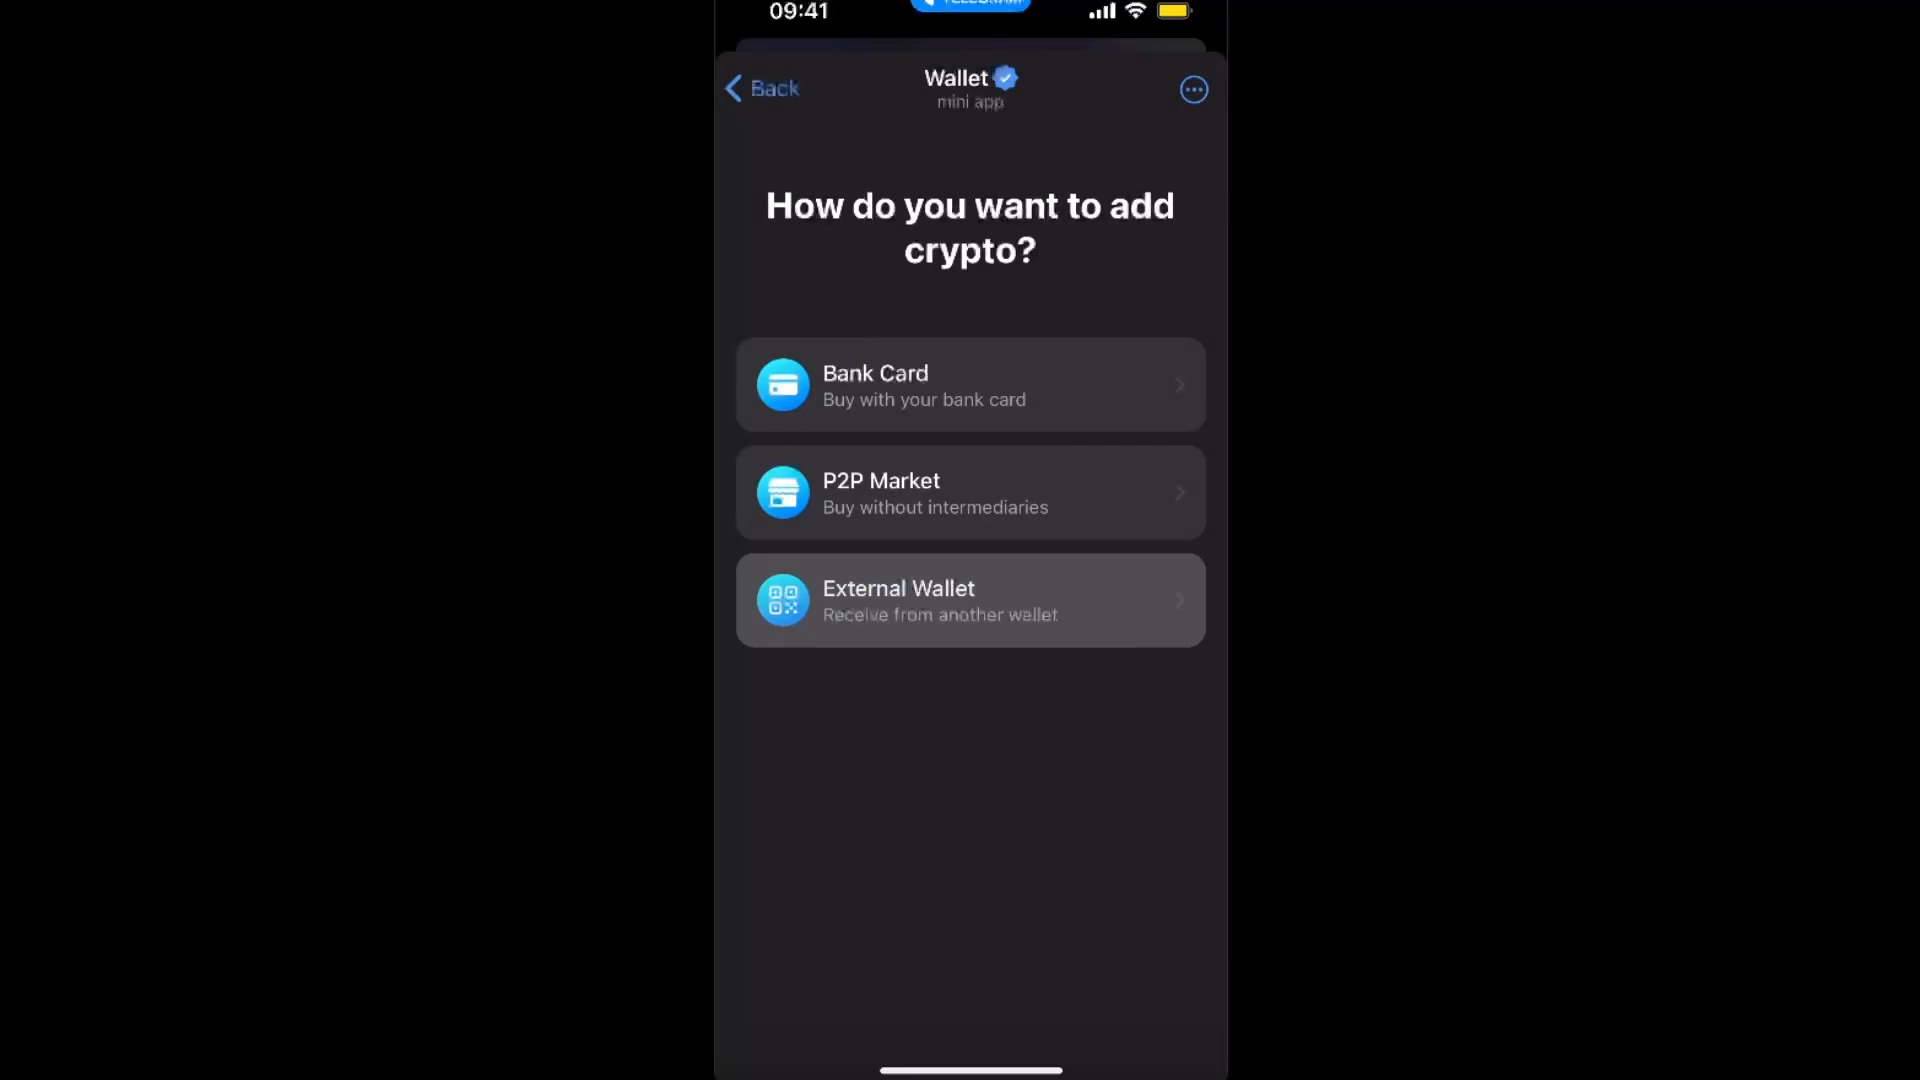 09:41
Back
Wallet
mini app
How do you want to add
crypto?
Bank Card
Buy with your bank card
P2P Market
Buy without intermediaries
External Wallet
Receive from another wallet